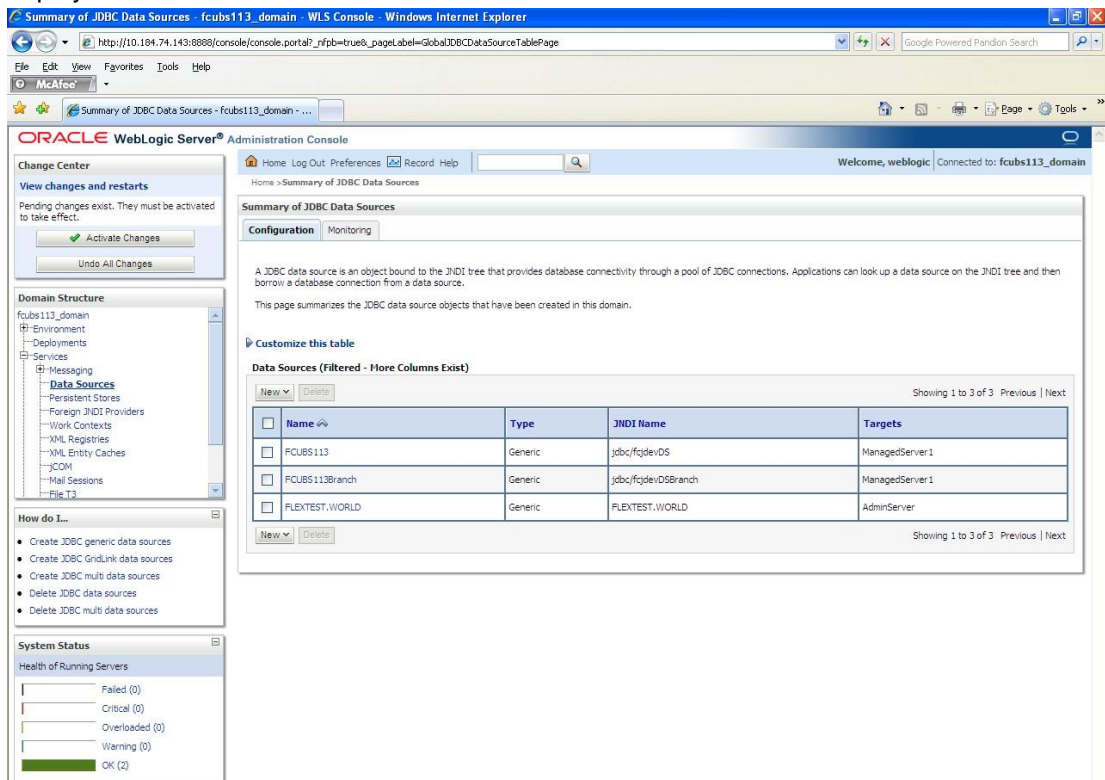 Summary of JDBC Data Sources - fcubs113_domain - WLS Console - Windows Internet Explorer
http://10.184.74.143:8888/console/console.portal?_nfpb=true&_pageLabel=GlobalJDBCDataSourceTablePage
Google Powered Pandion Search
File Edit View Favorites Tools Help
McAfee
Summary of JDBC Data Sources - fcubs113_domain - ...
Page Tools »
ORACLE WebLogic Server® Administration Console
Change Center
View changes and restarts
Pending changes exist. They must be activated
to take effect.
Activate Changes
Undo All Changes
Domain Structure
fcubs113_domain
Environment
Deployments
Services
Messaging
Data Sources
Persistent Stores
Foreign JNDI Providers
Work Contexts
XML Registries
XML Entity Caches
jCOM
Mail Sessions
File T3
How do I...
Create JDBC generic data sources
Create JDBC GridLink data sources
Create JDBC multi data sources
Delete JDBC data sources
Delete JDBC multi data sources
System Status
Health of Running Servers
Failed (0)
Critical (0)
Overloaded (0)
Warning (0)
OK (2)
Home Log Out Preferences Record Help
Welcome, weblogic Connected to: fcubs113_domain
Home >Summary of JDBC Data Sources
Summary of JDBC Data Sources
Configuration Monitoring
A JDBC data source is an object bound to the JNDI tree that provides database connectivity through a pool of JDBC connections. Applications can look up a data source on the JNDI tree and then
borrow a database connection from a data source.
This page summarizes the JDBC data source objects that have been created in this domain.
Customize this table
Data Sources (Filtered - More Columns Exist)
New Delete Showing 1 to 3 of 3 Previous | Next
Name Type JNDI Name Targets
FCUBS113 Generic jdbc/fcjdevDS ManagedServer1
FCUBS113Branch Generic jdbc/fcjdevDSBranch ManagedServer1
FLEXTEST.WORLD Generic FLEXTEST.WORLD AdminServer
New Delete Showing 1 to 3 of 3 Previous | Next